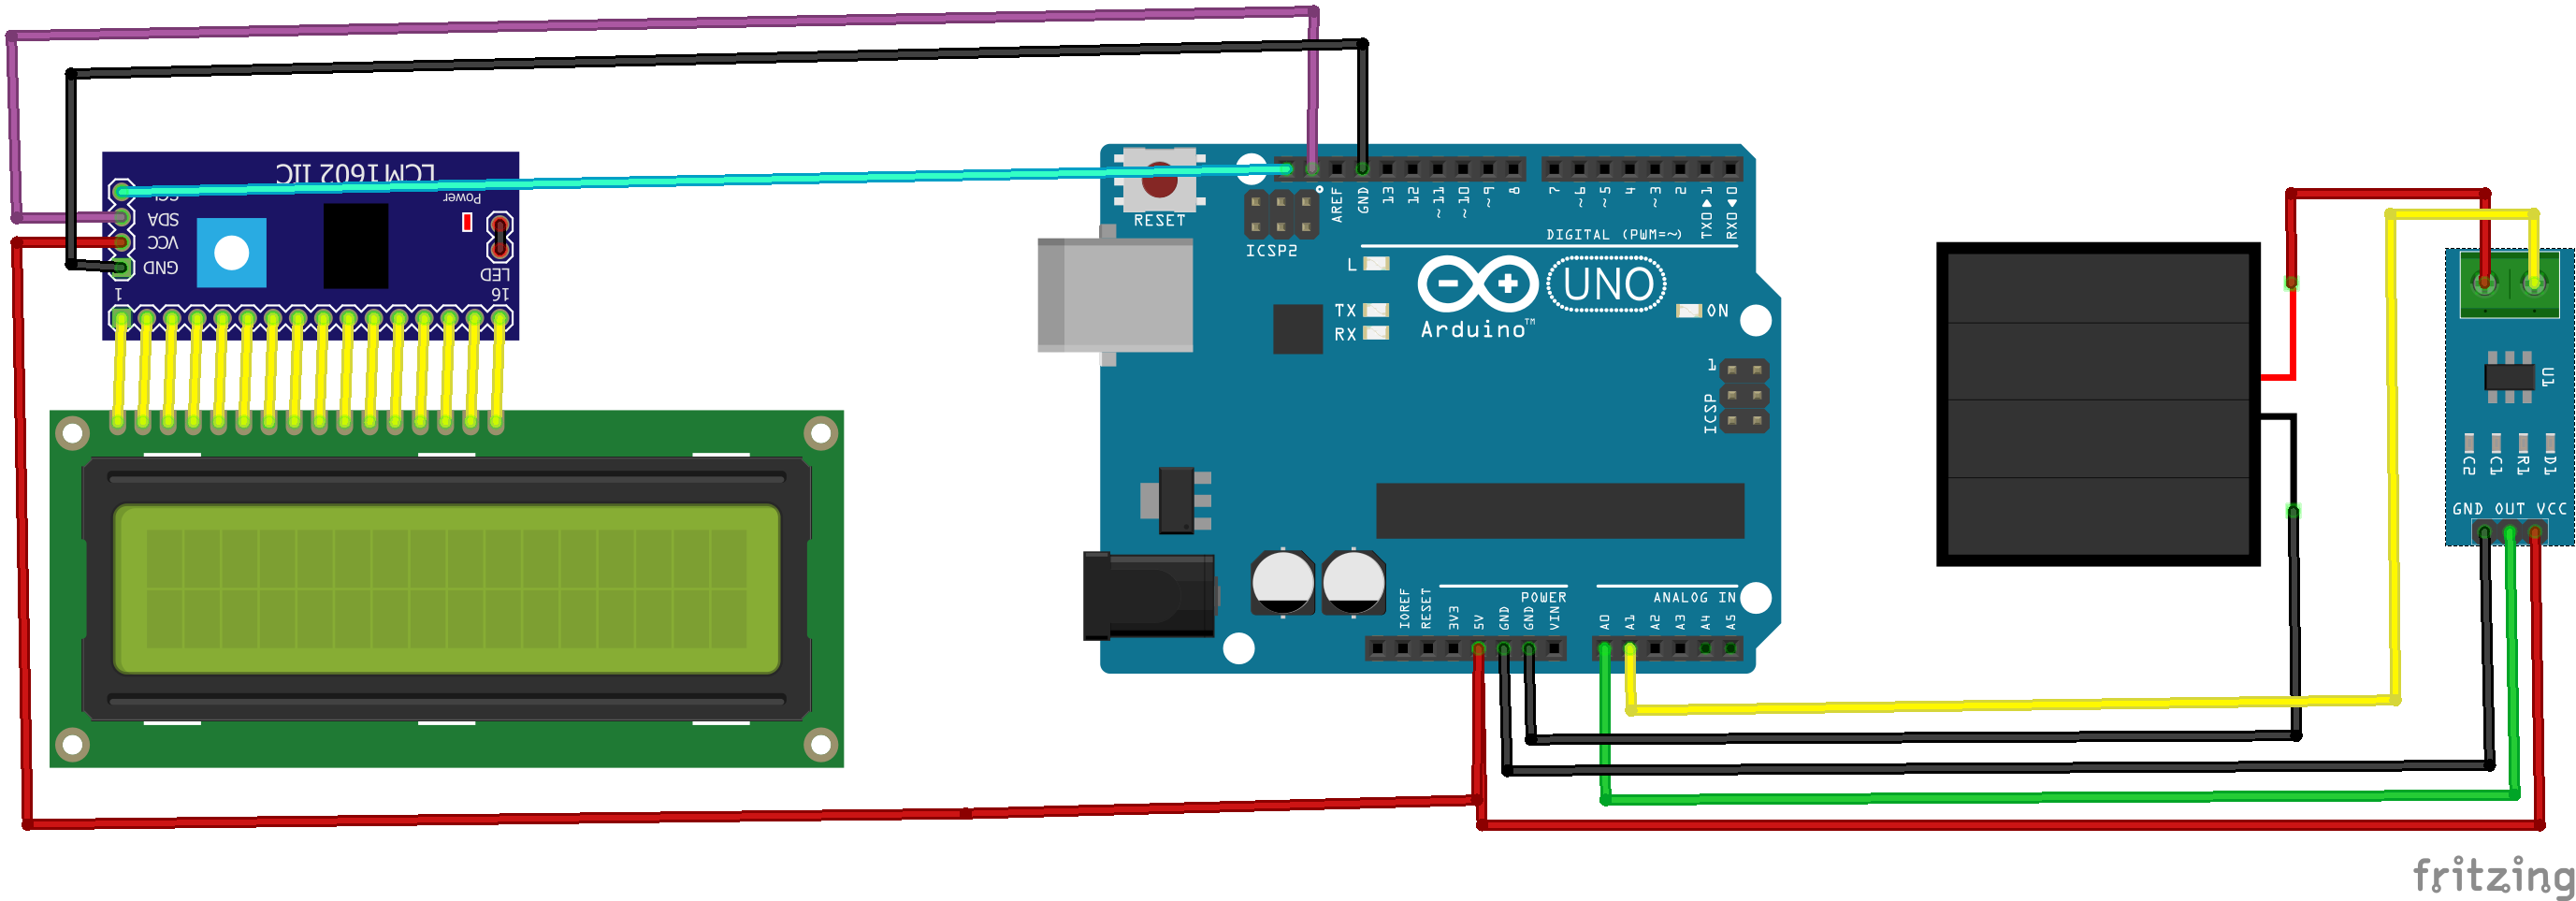 LCM1602 IIC
SCL
SDA
VCC
GND
Power
LED
1
16
RESET
ICSP2
AREF
GND
13
12
~11
~10
~9
8
7
~6
~5
4
~3
2
TX0▶1
RX0◀0
DIGITAL (PWM=~)
L
TX
RX
UNO
Arduino™
ON
1
ICSP
IOREF
RESET
3V3
5V
GND
GND
VIN
POWER
ANALOG IN
A0
A1
A2
A3
A4
A5
U1
C2
C1
R1
D1
GND OUT VCC
fritzing